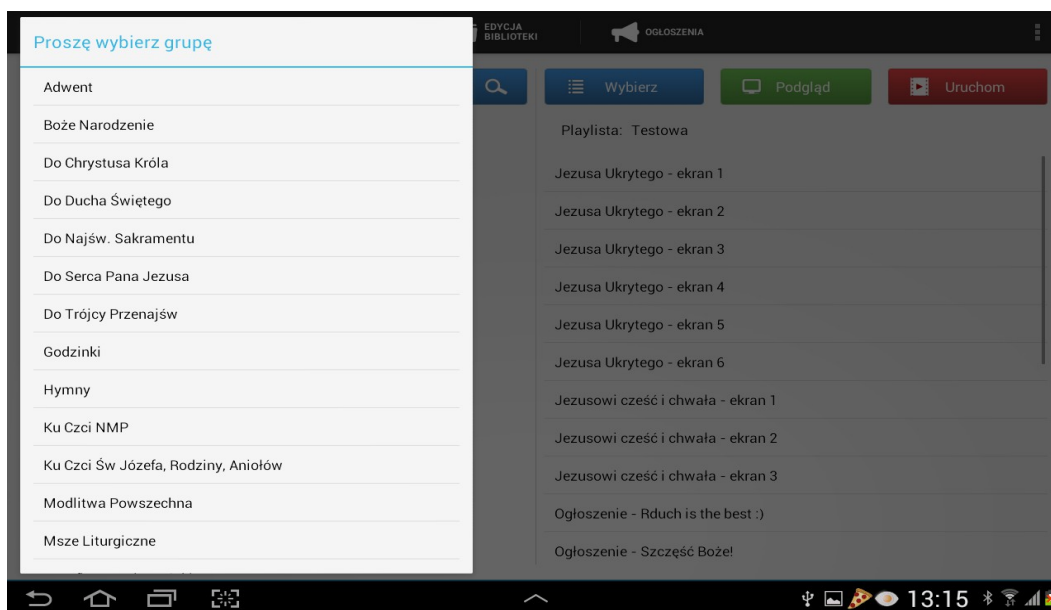 Proszę wybierz grupę
Adwent
Boże Narodzenie
Do Chrystusa Króla
Do Ducha Świętego
Do Najśw. Sakramentu
Do Serca Pana Jezusa
Do Trójcy Przenajśw
Godzinki
Hymny
Ku Czci NMP
Ku Czci Św Józefa, Rodziny, Aniołów
Modlitwa Powszechna
Msze Liturgiczne
EDYCJA
BIBLIOTEKI
OGŁOSZENIA
Wybierz
Podgląd
Uruchom
Playlista: Testowa
Jezusa Ukrytego - ekran 1
Jezusa Ukrytego - ekran 2
Jezusa Ukrytego - ekran 3
Jezusa Ukrytego - ekran 4
Jezusa Ukrytego - ekran 5
Jezusa Ukrytego - ekran 6
Jezusowi cześć i chwała - ekran 1
Jezusowi cześć i chwała - ekran 2
Jezusowi cześć i chwała - ekran 3
Ogłoszenie - Rduch is the best :)
Ogłoszenie - Szczęść Boże!
13:15